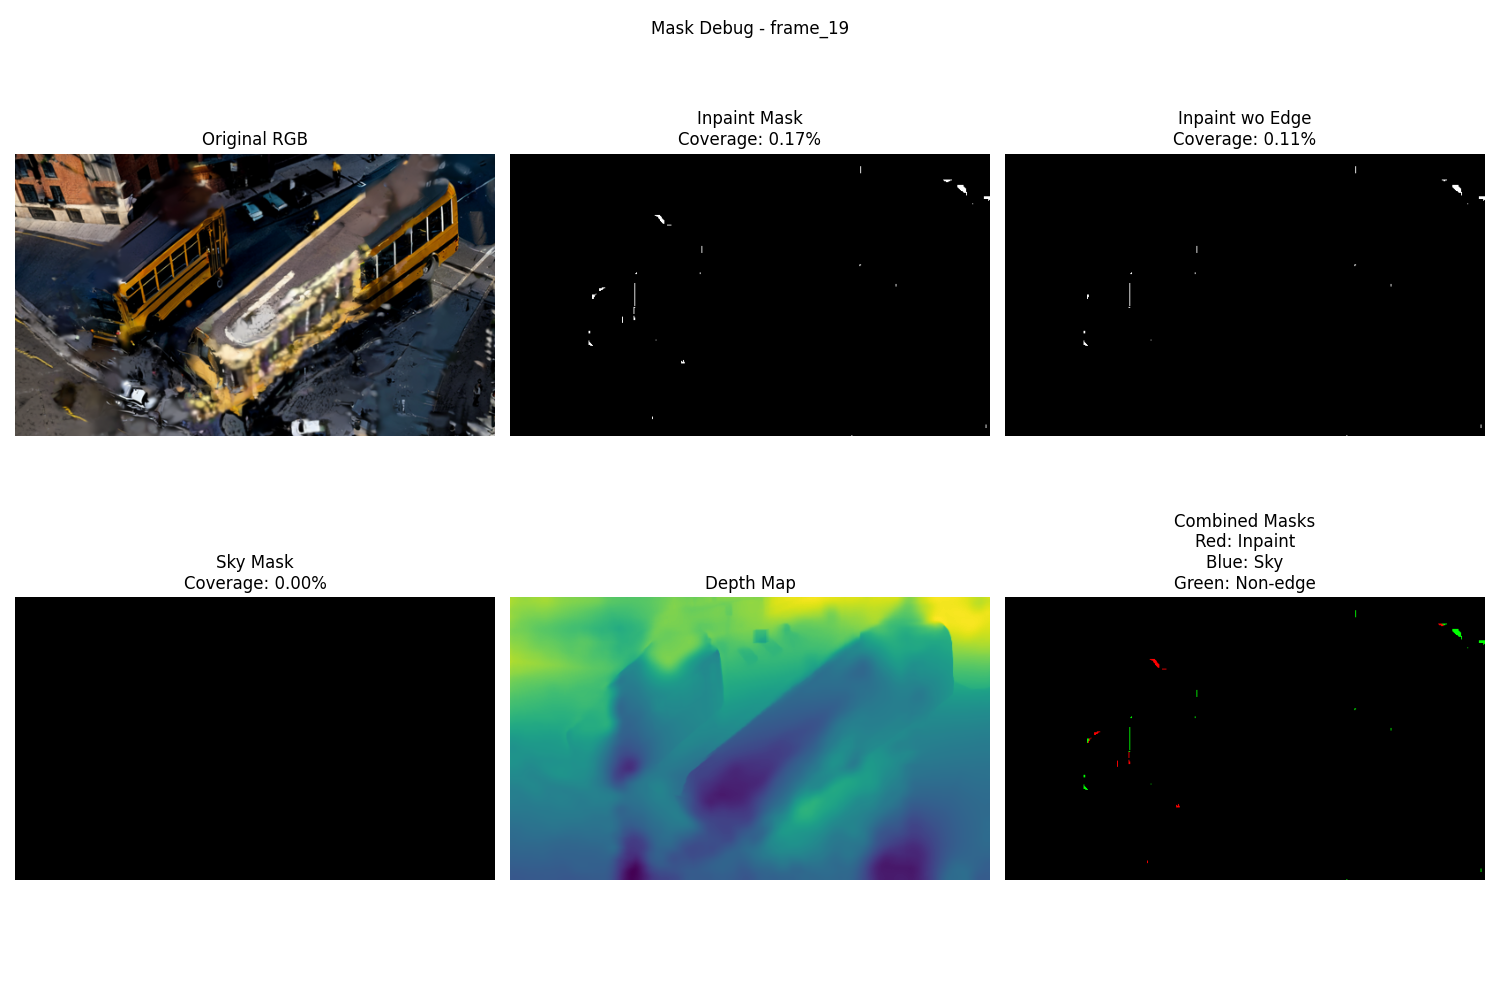 Mask Debug - frame_19
Original RGB
Inpaint Mask
Coverage: 0.17%
Inpaint wo Edge
Coverage: 0.11%
Sky Mask
Coverage: 0.00%
Depth Map
Combined Masks
Red: Inpaint
Blue: Sky
Green: Non-edge